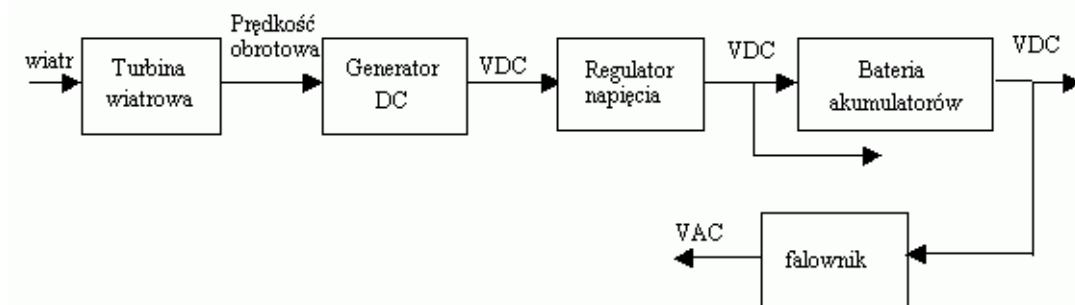 wiatr
Turbina
wiatrowa
Prędkość
obrotowa
Generator
DC
VDC
Regulator
napięcia
VDC
Bateria
akumulatorów
VDC
VAC
falownik